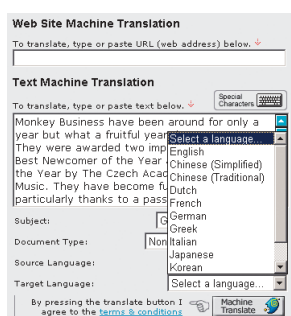 Web Site Machine Translation
To translate, type or paste URL (web address) below.
Text Machine Translation
To translate, type or paste text below.
Special Characters
Monkey Business have been around for only a
year but what a fruitful year
They were awarded two imp
Best Newcomer of the Year
the Year by The Czech Acad
Music. They have become fu
particularly thanks to a pass
Select a language...
English
Chinese (Simplified)
Chinese (Traditional)
Dutch
French
German
Greek
Italian
Japanese
Korean
Subject: G
Document Type: Non
Source Language:
Target Language: Select a language...
By pressing the translate button I
agree to the terms & conditions
Machine
Translate